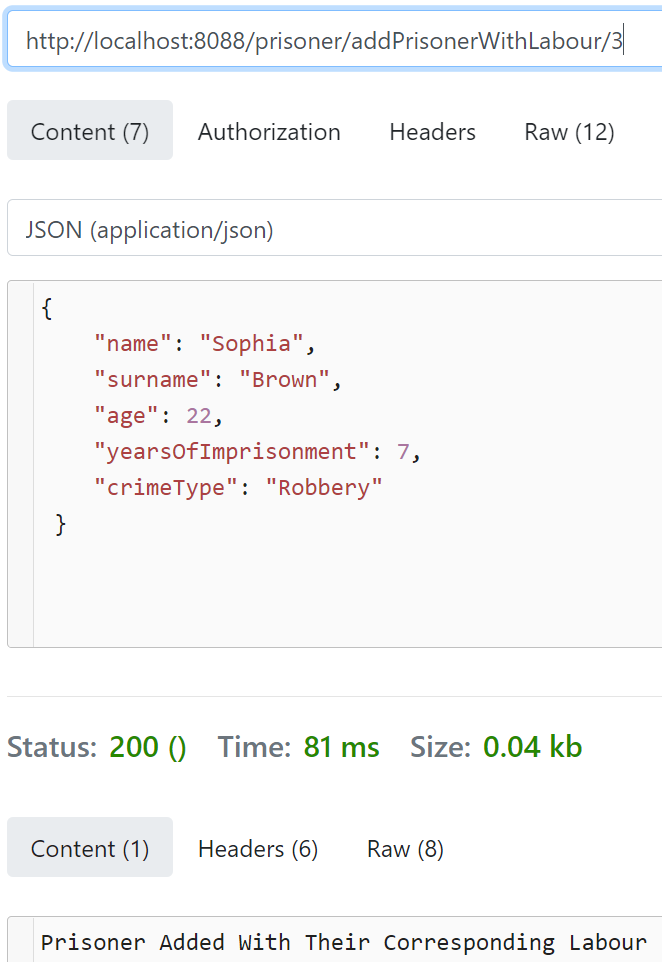 http://localhost:8088/prisoner/addPrisonerWithLabour/3
Content (7) Authorization Headers Raw (12)
JSON (application/json)
{
"name": "Sophia",
"surname": "Brown",
"age": 22,
"yearsOfImprisonment": 7,
"crimeType": "Robbery"
}
Status: 200 () Time: 81 ms Size: 0.04 kb
Content (1) Headers (6) Raw (8)
Prisoner Added With Their Corresponding Labour